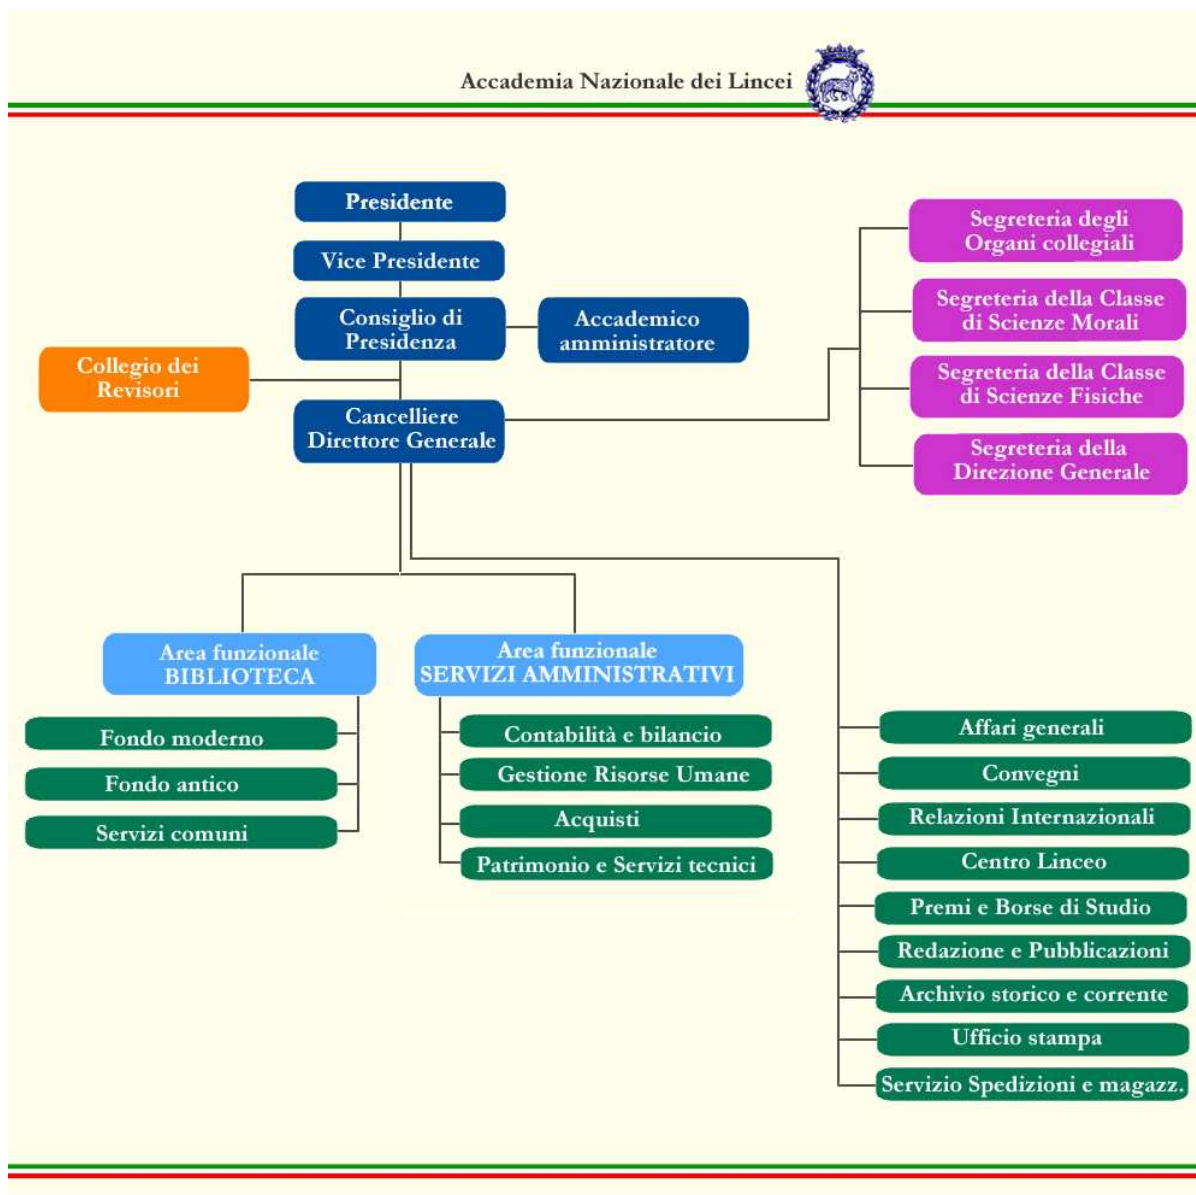 Accademia Nazionale dei Lincei
Presidente
Vice Presidente
Consiglio di
Presidenza
Accademico
amministratore
Collegio dei
Revisori
Cancelliere
Direttore Generale
Segreteria degli
Organi collegiali
Segreteria della Classe
di Scienze Morali
Segreteria della Classe
di Scienze Fisiche
Segreteria della
Direzione Generale
Area funzionale
BIBLIOTECA
Fondo moderno
Fondo antico
Servizi comuni
Area funzionale
SERVIZI AMMINISTRATIVI
Contabilità e bilancio
Gestione Risorse Umane
Acquisti
Patrimonio e Servizi tecnici
Affari generali
Convegni
Relazioni Internazionali
Centro Linceo
Premi e Borse di Studio
Redazione e Pubblicazioni
Archivio storico e corrente
Ufficio stampa
Servizio Spedizioni e magazz.